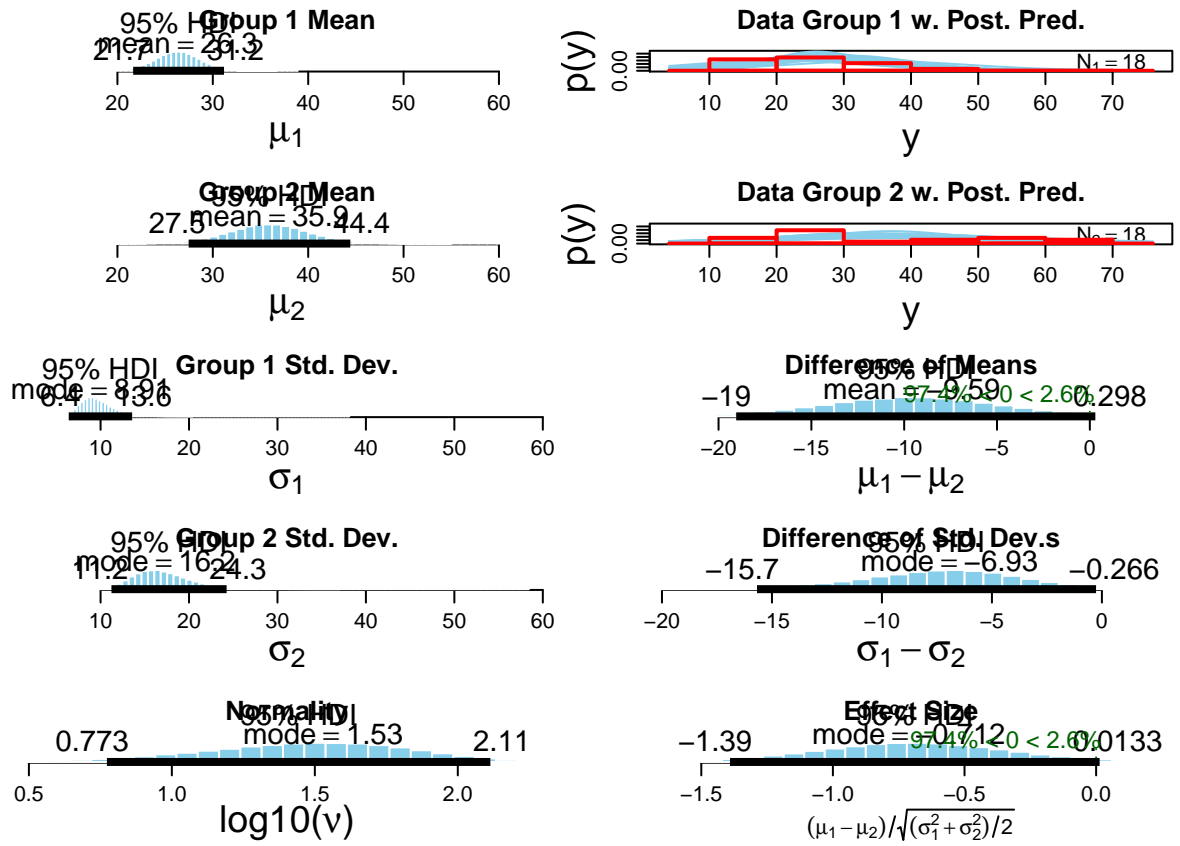 Group 1 Mean
95% HDI
mean = 26.3
21.7 31.2
20 30 40 50 60
μ1
Data Group 1 w. Post. Pred.
p(y)
0.00
N1 = 18
10 20 30 40 50 60 70
y
Group 2 Mean
95% HDI
mean = 35.9
27.5 44.4
20 30 40 50 60
μ2
Data Group 2 w. Post. Pred.
p(y)
0.00
N2 = 18
10 20 30 40 50 60 70
y
Group 1 Std. Dev.
95% HDI
mode = 8.91
6.4 13.6
10 20 30 40 50 60
σ1
Difference of Means
95% HDI
mean = −9.59
97.4% < 0 < 2.6%
−19 0.298
−20 −15 −10 −5 0
μ1 − μ2
Group 2 Std. Dev.
95% HDI
mode = 16.2
11.2 24.3
10 20 30 40 50 60
σ2
Difference of Std. Dev.s
95% HDI
mode = −6.93
−15.7 −0.266
−20 −15 −10 −5 0
σ1 − σ2
Normality
95% HDI
mode = 1.53
0.773 2.11
0.5 1.0 1.5 2.0
log10(ν)
Effect Size
95% HDI
mode = −0.712
97.4% < 0 < 2.6%
−1.39 0.0133
−1.5 −1.0 −0.5 0.0
(μ1 − μ2)/√(σ1² + σ2²)/2